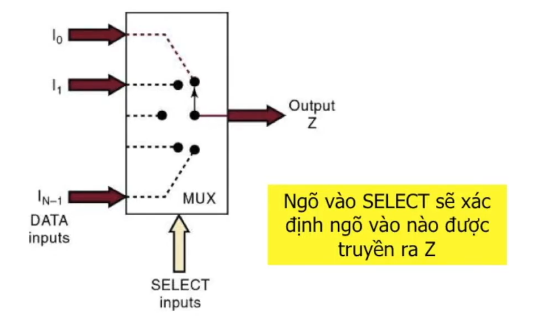 I0
I1
Output
Z
IN–1
MUX
DATA
inputs
SELECT
inputs
Ngõ vào SELECT sẽ xác
định ngõ vào nào được
truyền ra Z